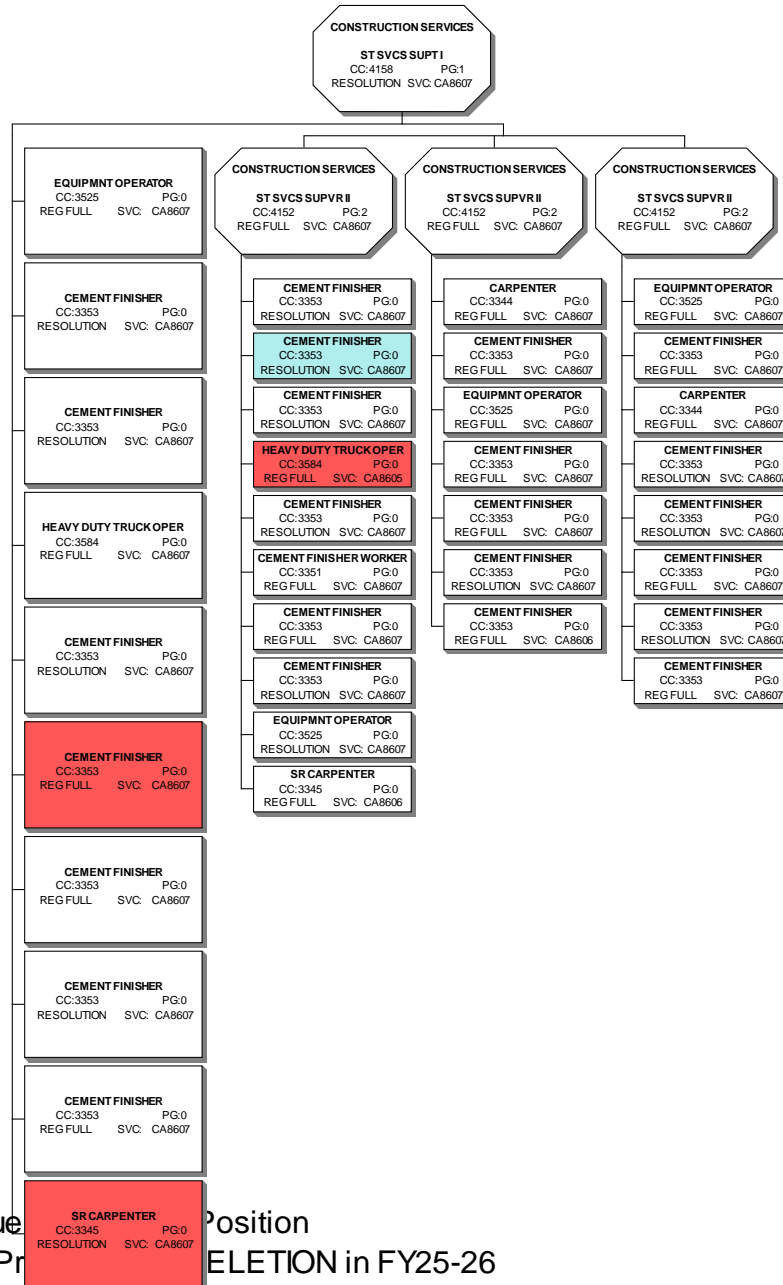 CONSTRUCTION SERVICES
ST SVCS SUPT I
CC:4158 PG:1
RESOLUTION SVC: CA8607
EQUIPMNT OPERATOR
CC:3525 PG:0
REG FULL SVC: CA8607
CEMENT FINISHER
CC:3353 PG:0
RESOLUTION SVC: CA8607
CEMENT FINISHER
CC:3353 PG:0
RESOLUTION SVC: CA8607
HEAVY DUTY TRUCK OPER
CC:3584 PG:0
REG FULL SVC: CA8607
CEMENT FINISHER
CC:3353 PG:0
RESOLUTION SVC: CA8607
CEMENT FINISHER
CC:3353 PG:0
REG FULL SVC: CA8607
CEMENT FINISHER
CC:3353 PG:0
REG FULL SVC: CA8607
CEMENT FINISHER
CC:3353 PG:0
RESOLUTION SVC: CA8607
CEMENT FINISHER
CC:3353 PG:0
REG FULL SVC: CA8607
SR CARPENTER
CC:3345 PG:0
RESOLUTION SVC: CA8607
CONSTRUCTION SERVICES
ST SVCS SUPVR II
CC:4152 PG:2
REG FULL SVC: CA8607
CEMENT FINISHER
CC:3353 PG:0
RESOLUTION SVC: CA8607
CEMENT FINISHER
CC:3353 PG:0
RESOLUTION SVC: CA8607
CEMENT FINISHER
CC:3353 PG:0
RESOLUTION SVC: CA8607
HEAVY DUTY TRUCK OPER
CC:3584 PG:0
REG FULL SVC: CA8605
CEMENT FINISHER
CC:3353 PG:0
RESOLUTION SVC: CA8607
CEMENT FINISHER WORKER
CC:3351 PG:0
REG FULL SVC: CA8607
CEMENT FINISHER
CC:3353 PG:0
REG FULL SVC: CA8607
CEMENT FINISHER
CC:3353 PG:0
RESOLUTION SVC: CA8607
EQUIPMNT OPERATOR
CC:3525 PG:0
RESOLUTION SVC: CA8607
SR CARPENTER
CC:3345 PG:0
REG FULL SVC: CA8606
CONSTRUCTION SERVICES
ST SVCS SUPVR II
CC:4152 PG:2
REG FULL SVC: CA8607
CARPENTER
CC:3344 PG:0
REG FULL SVC: CA8607
CEMENT FINISHER
CC:3353 PG:0
REG FULL SVC: CA8607
EQUIPMNT OPERATOR
CC:3525 PG:0
REG FULL SVC: CA8607
CEMENT FINISHER
CC:3353 PG:0
REG FULL SVC: CA8607
CEMENT FINISHER
CC:3353 PG:0
REG FULL SVC: CA8607
CEMENT FINISHER
CC:3353 PG:0
RESOLUTION SVC: CA8607
CEMENT FINISHER
CC:3353 PG:0
REG FULL SVC: CA8606
CONSTRUCTION SERVICES
ST SVCS SUPVR II
CC:4152 PG:2
REG FULL SVC: CA8607
EQUIPMNT OPERATOR
CC:3525 PG:0
REG FULL SVC: CA8607
CEMENT FINISHER
CC:3353 PG:0
REG FULL SVC: CA8607
CARPENTER
CC:3344 PG:0
REG FULL SVC: CA8607
CEMENT FINISHER
CC:3353 PG:0
RESOLUTION SVC: CA8607
CEMENT FINISHER
CC:3353 PG:0
RESOLUTION SVC: CA8607
CEMENT FINISHER
CC:3353 PG:0
REG FULL SVC: CA8607
CEMENT FINISHER
CC:3353 PG:0
RESOLUTION SVC: CA8607
CEMENT FINISHER
CC:3353 PG:0
REG FULL SVC: CA8607
Position
ELETION in FY25-26